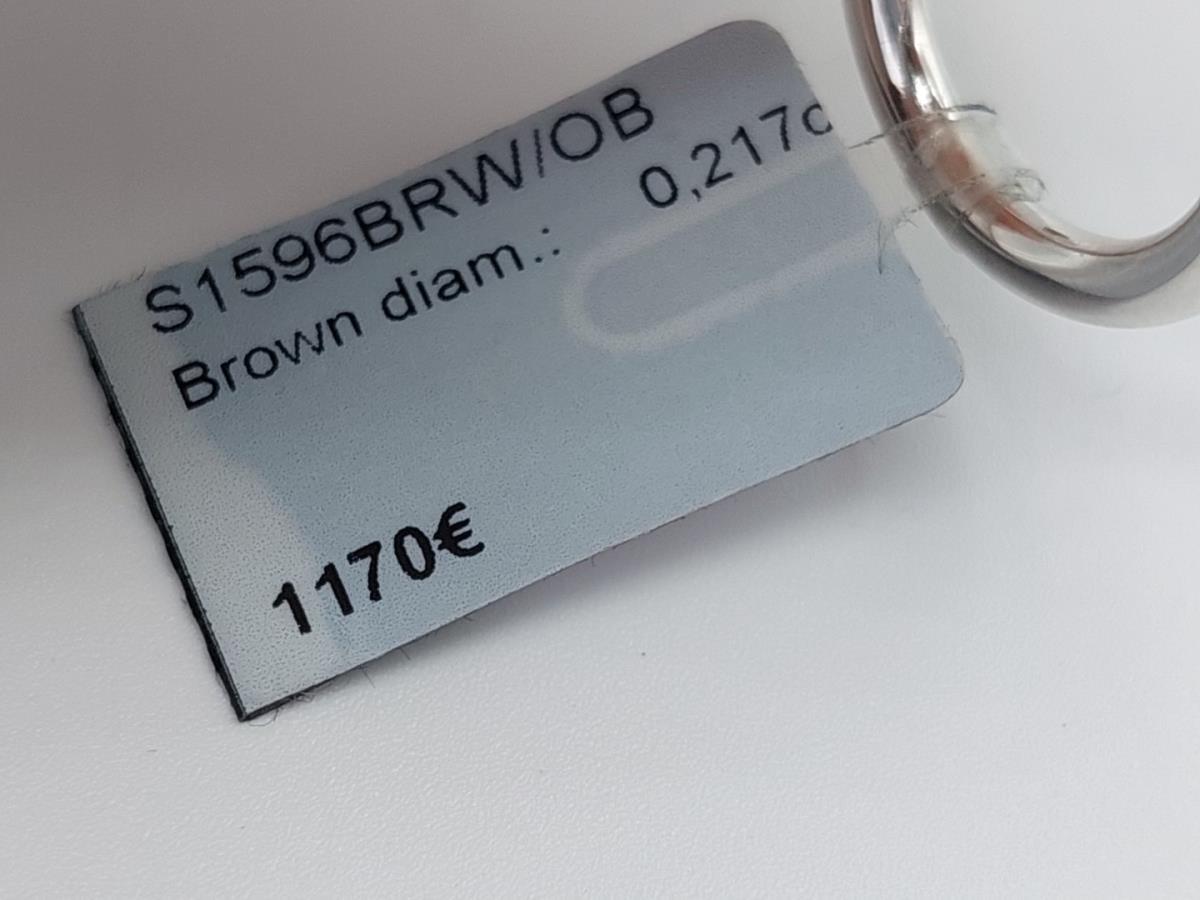 S1596BRW/OB
Brown diam.: 0,217c
1170€